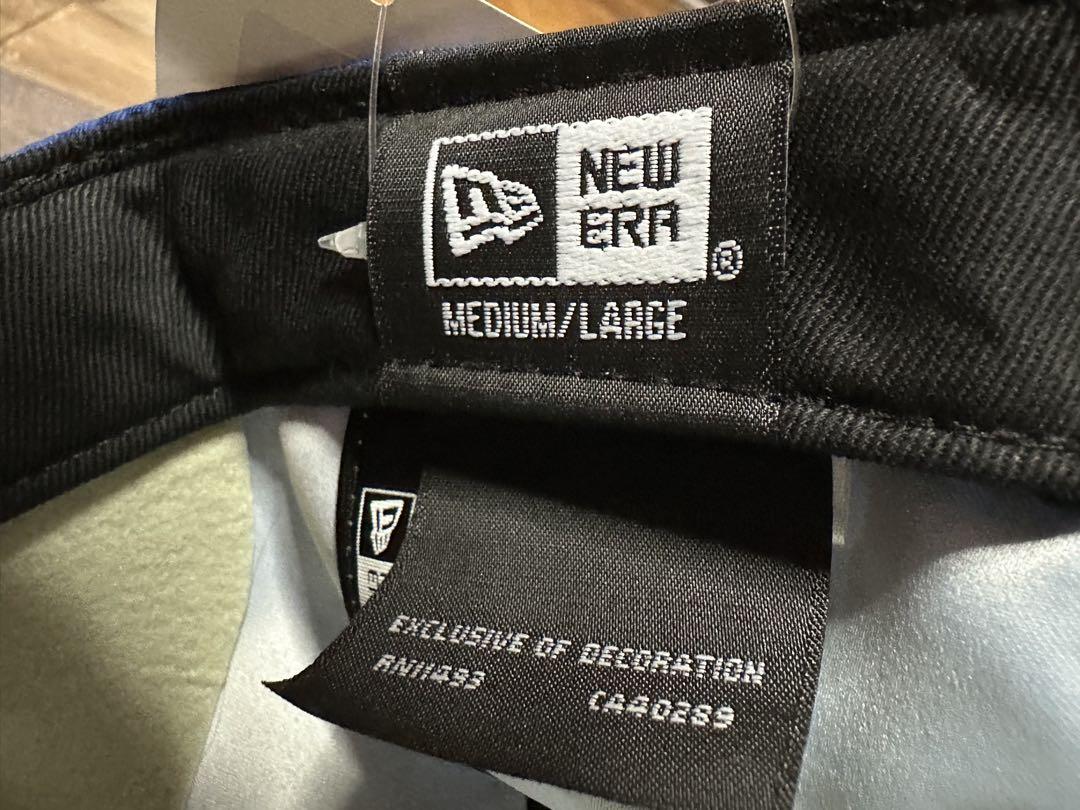 NEW
ERA
®
MEDIUM/LARGE
EXCLUSIVE OF DECORATION
RN11493 CA40289